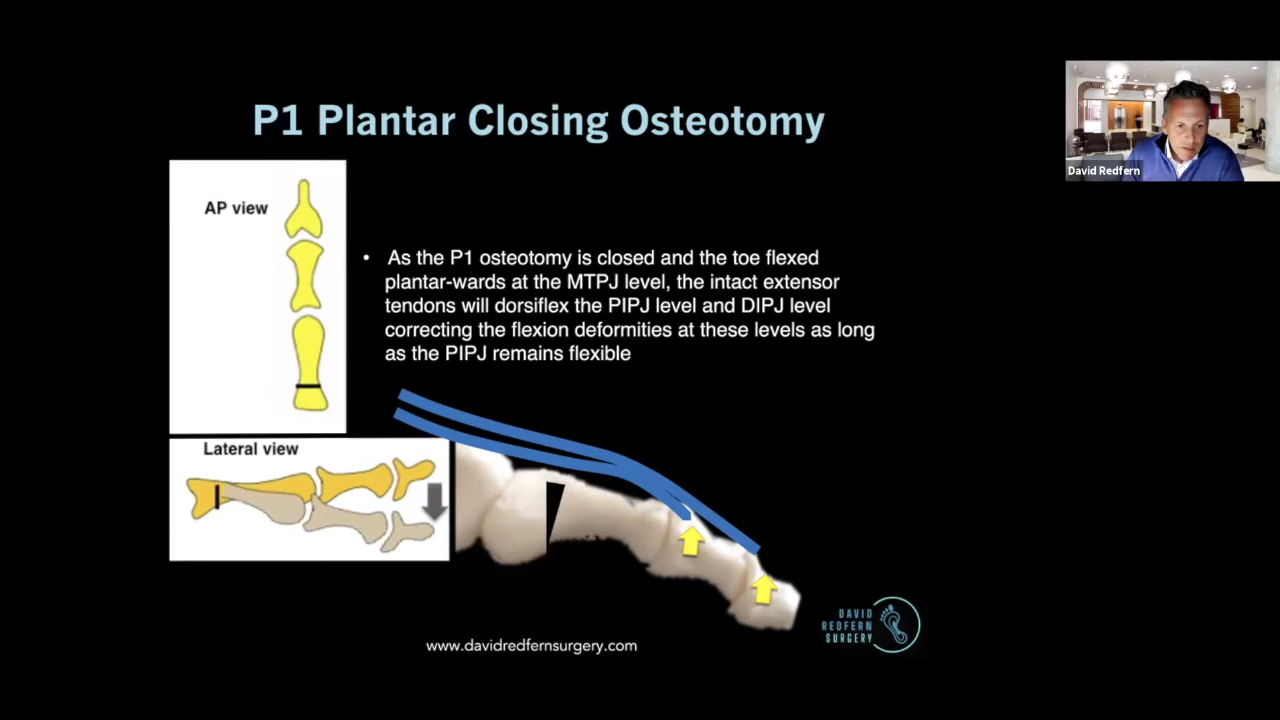 P1 Plantar Closing Osteotomy
David Redfern
AP view
• As the P1 osteotomy is closed and the toe flexed
plantar-wards at the MTPJ level, the intact extensor
tendons will dorsiflex the PIPJ level and DIPJ level
correcting the flexion deformities at these levels as long
as the PIPJ remains flexible
Lateral view
DAVID
REDFERN
SURGERY
www.davidredfernsurgery.com